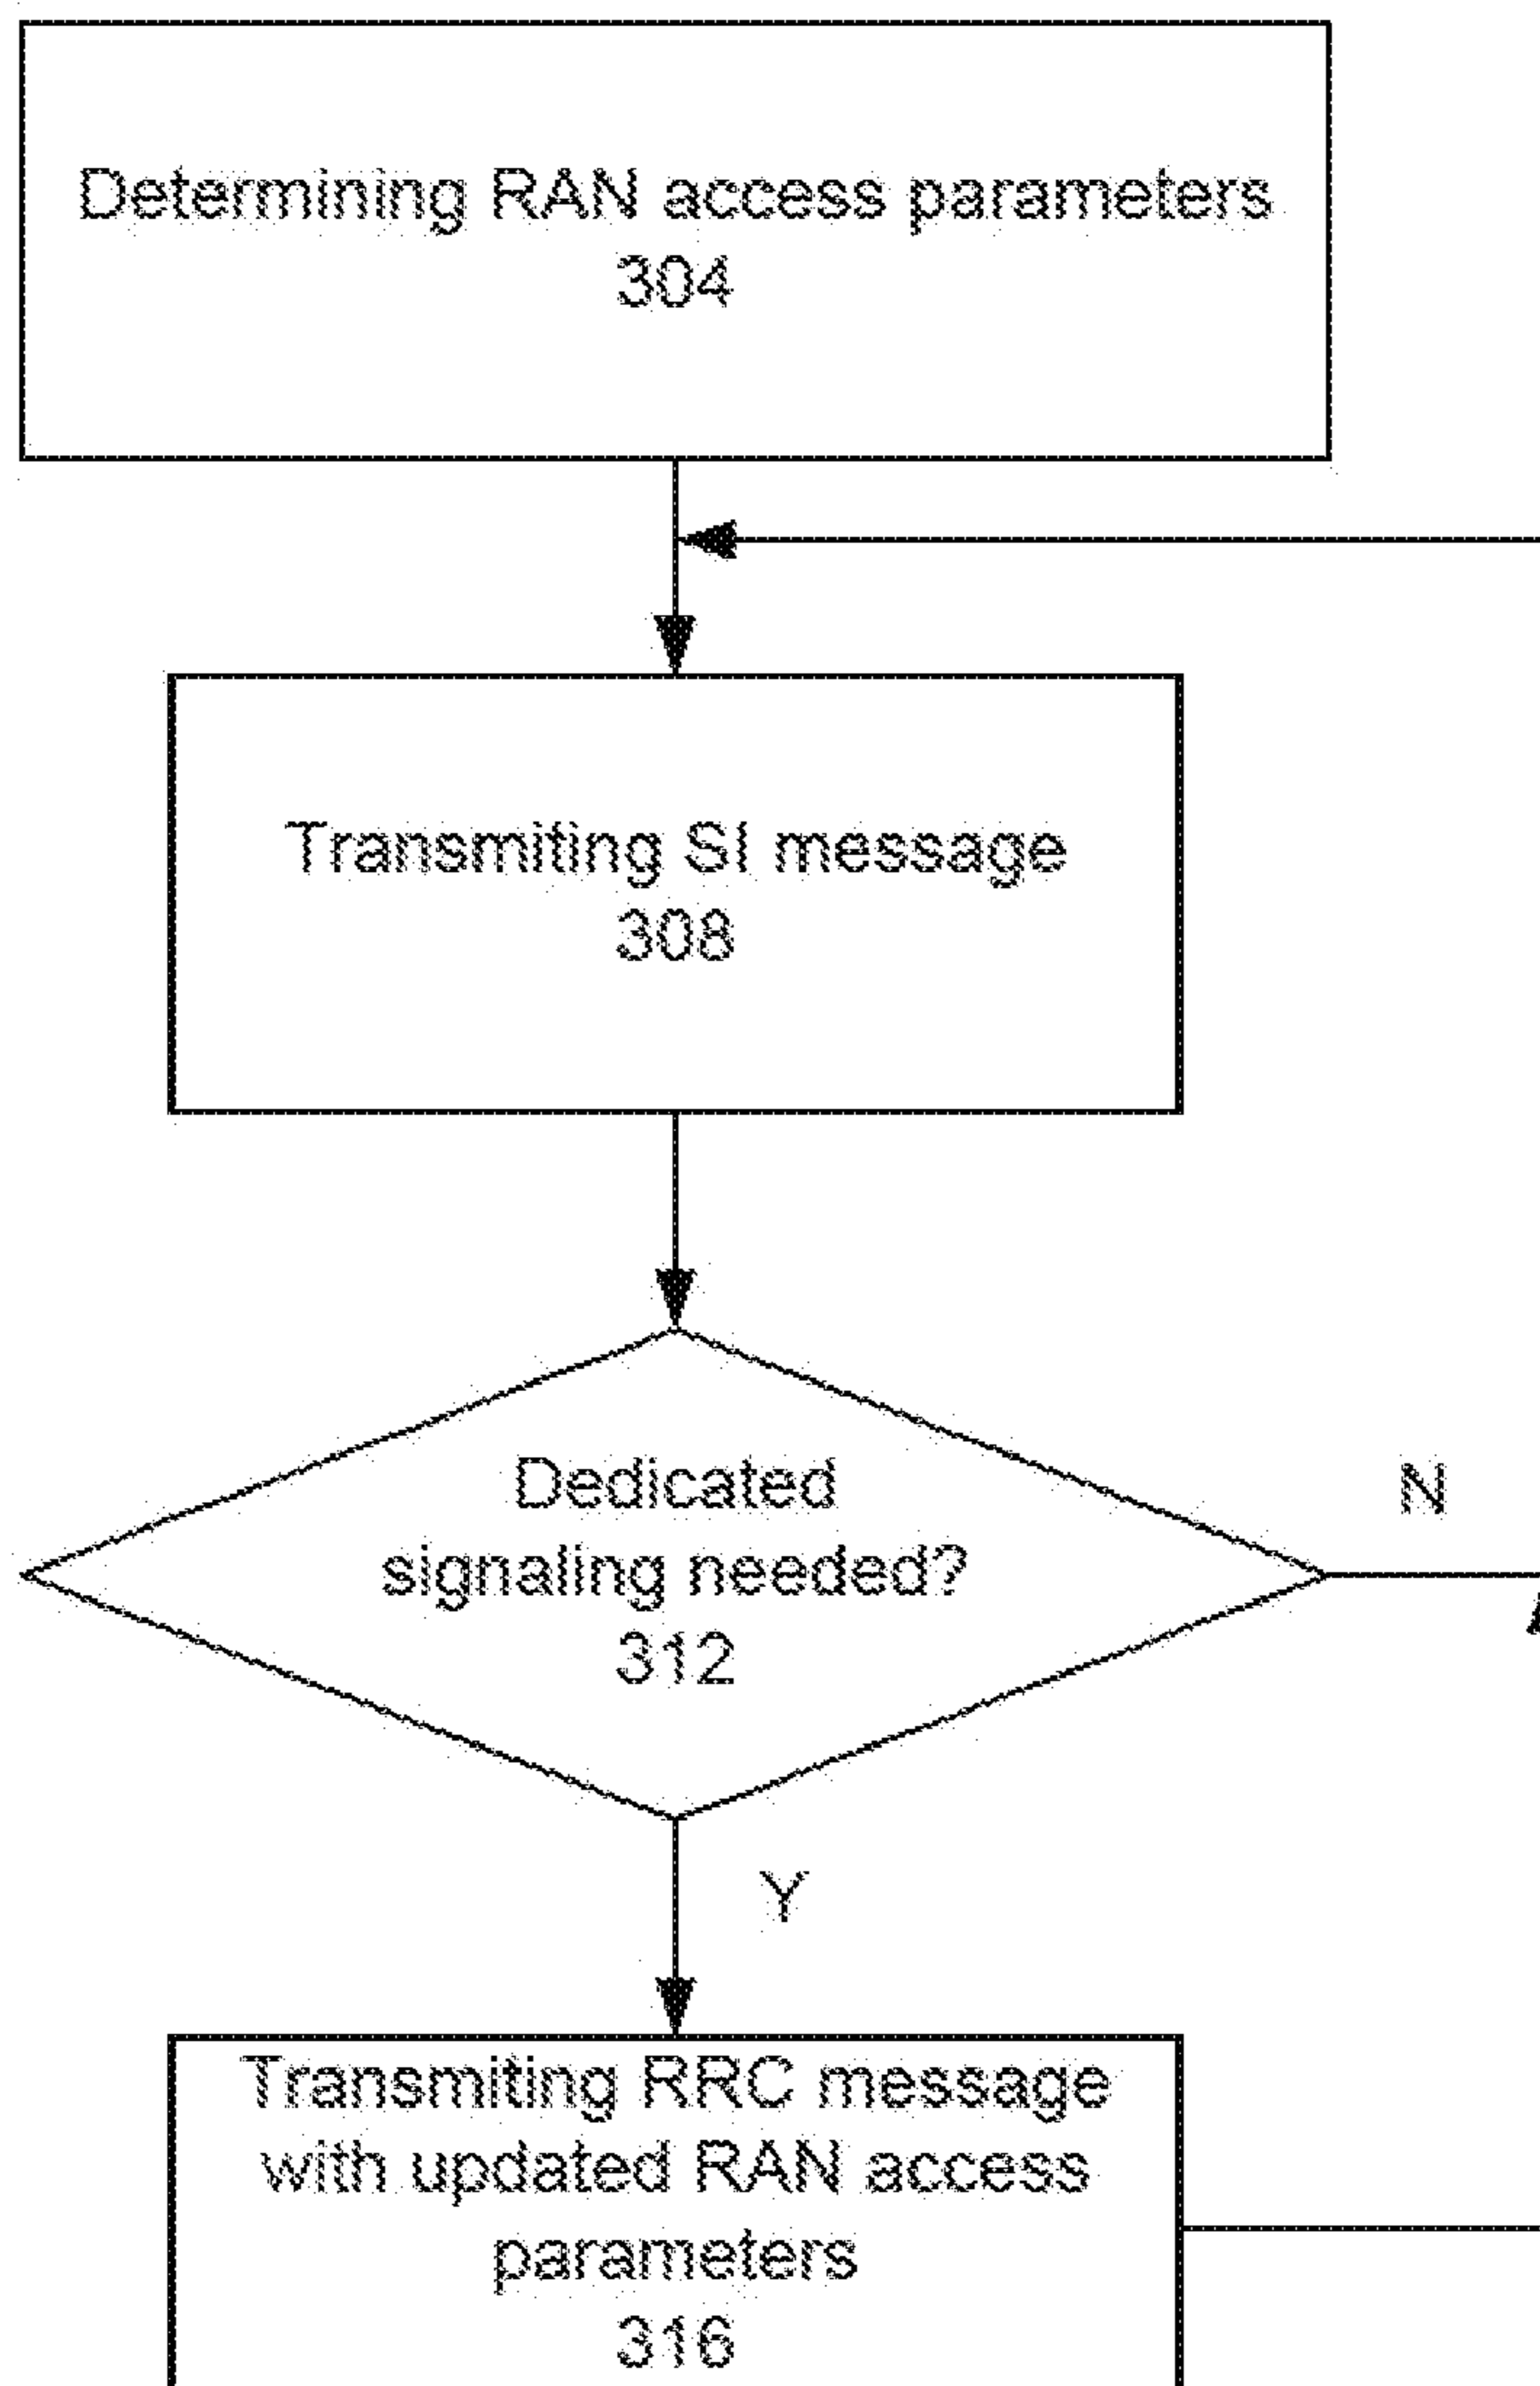 Determining RAN access parameters
304
Transmiting SI message
308
Dedicated
signaling needed?
312
N
Y
Transmiting RRC message
with updated RAN access
parameters
316